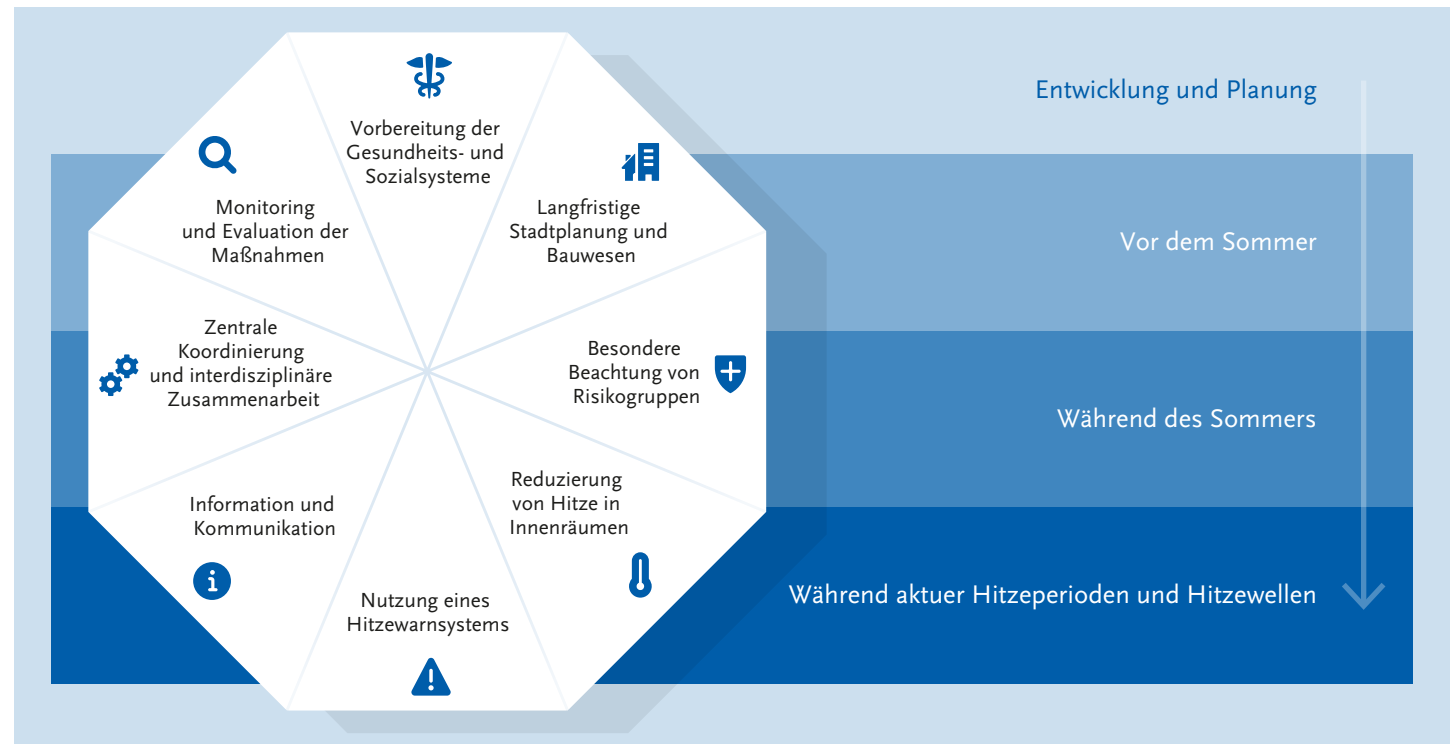 Vorbereitung der
Gesundheits- und
Sozialsysteme
Langfristige
Stadtplanung und
Bauwesen
Besondere
Beachtung von
Risikogruppen
Reduzierung
von Hitze in
Innenräumen
Nutzung eines
Hitzewarnsystems
Information und
Kommunikation
Zentrale
Koordinierung
und interdisziplinäre
Zusammenarbeit
Monitoring
und Evaluation der
Maßnahmen
Entwicklung und Planung
Vor dem Sommer
Während des Sommers
Während aktuer Hitzeperioden und Hitzewellen